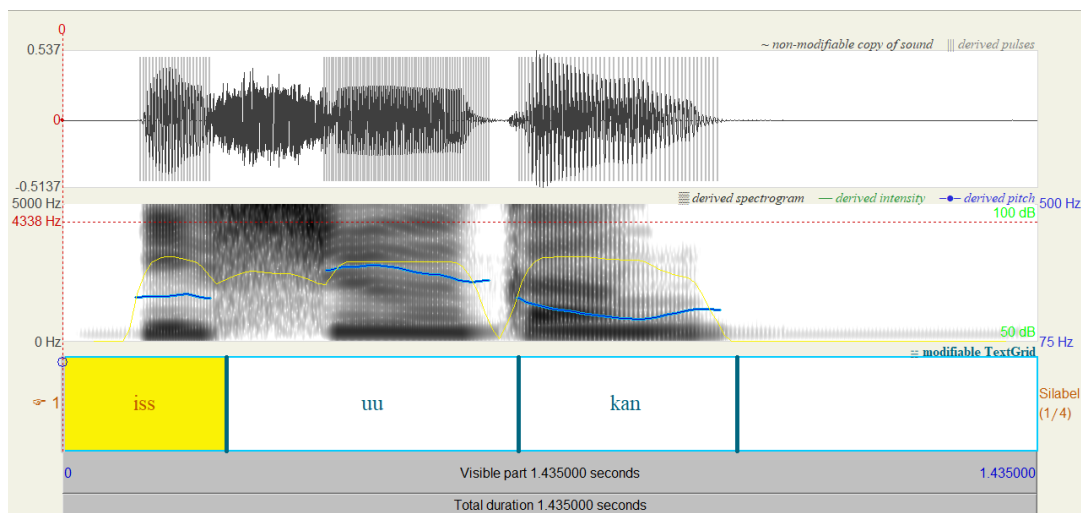 0
0.537
~ non-modifiable copy of sound ||| derived pulses
0
-0.5137
5000 Hz
4338 Hz
0 Hz
derived spectrogram — derived intensity derived pitch
500 Hz
100 dB
50 dB
75 Hz
modifiable TextGrid
☞ 1
iss uu kan
Silabel
(1/4)
0 Visible part 1.435000 seconds 1.435000
Total duration 1.435000 seconds